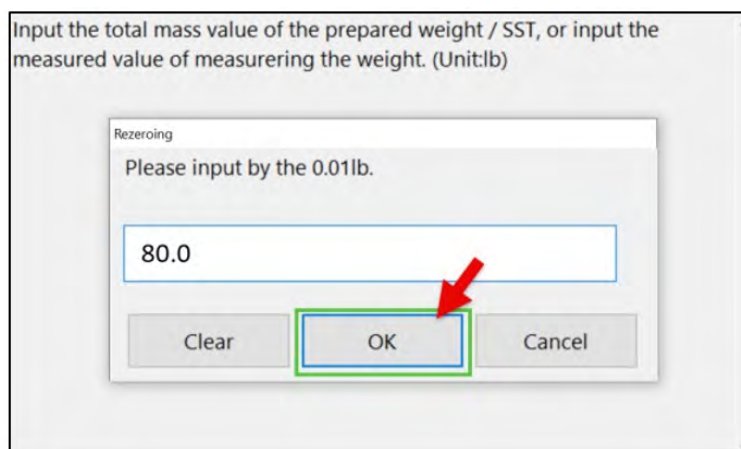 Input the total mass value of the prepared weight / SST, or input the
measured value of measurering the weight. (Unit:lb)
Rezeroing
Please input by the 0.01lb.
80.0
Clear
OK
Cancel